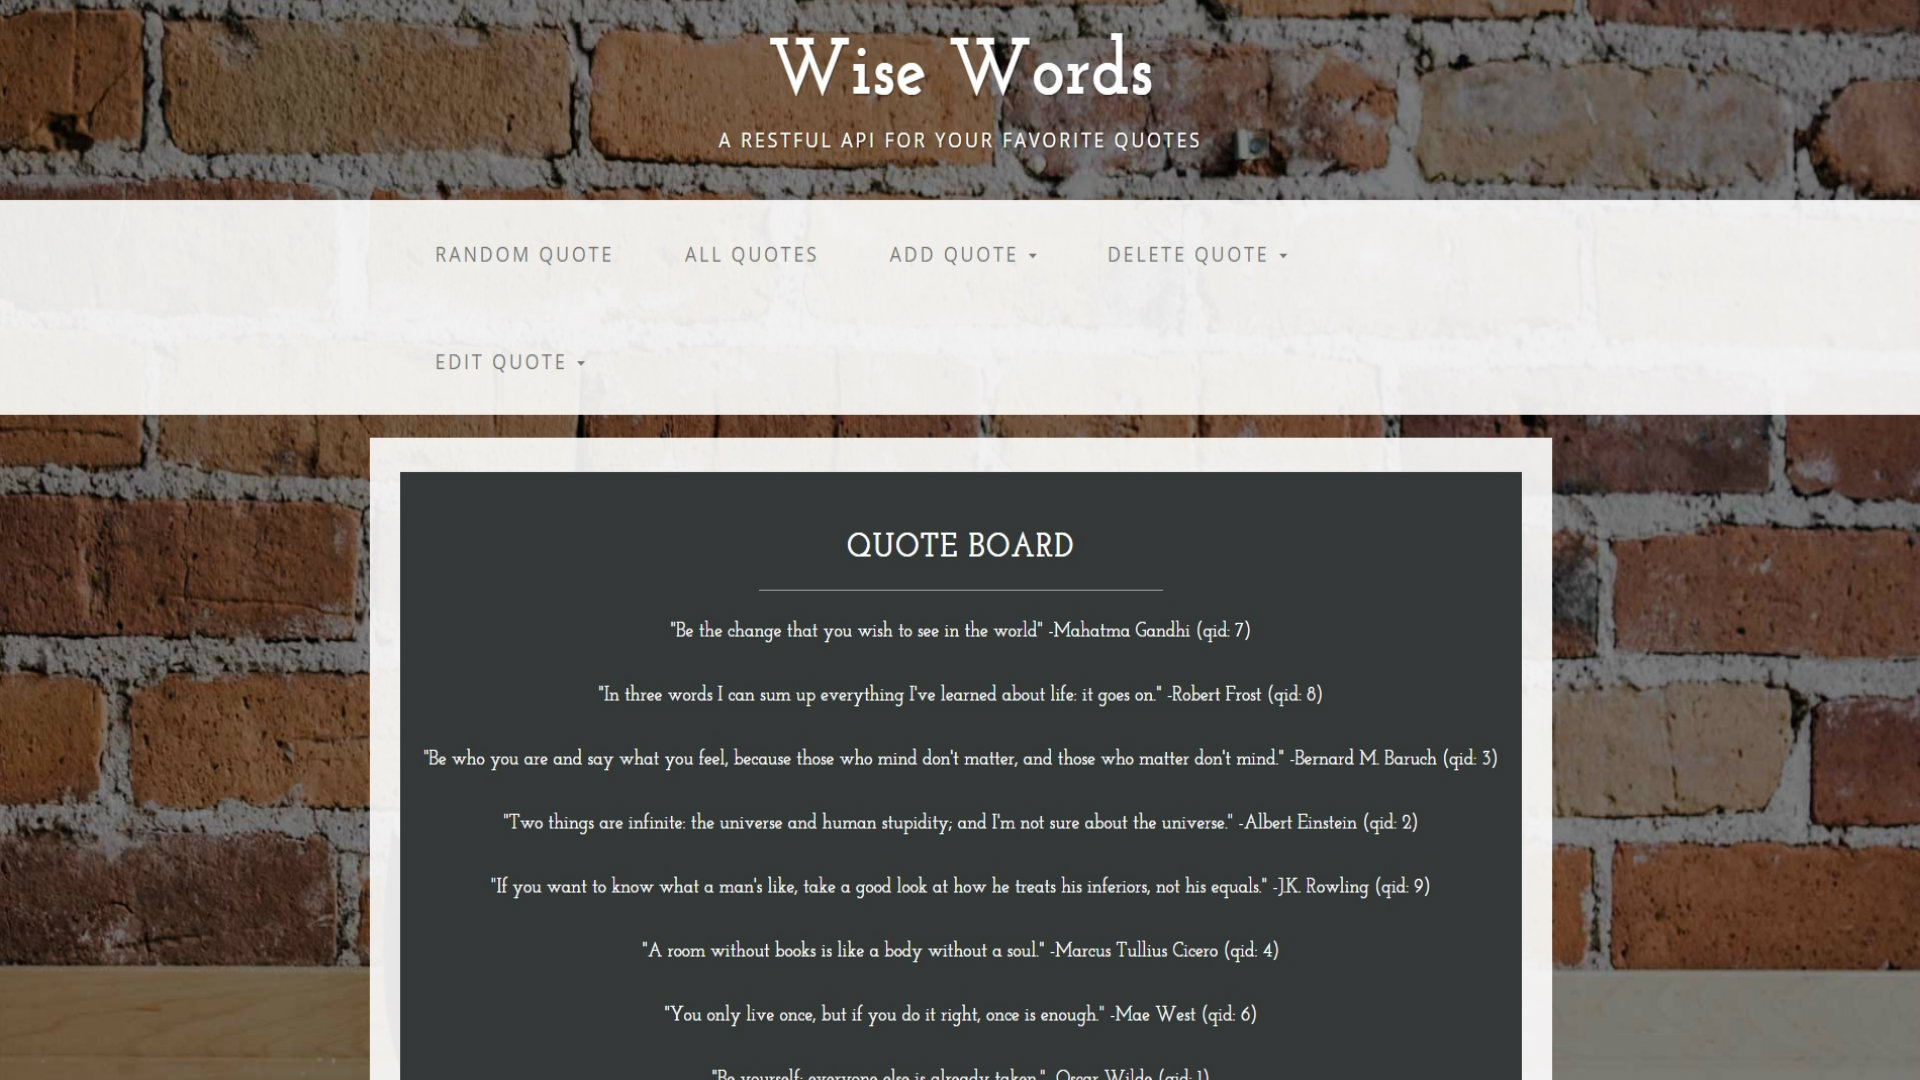 Wise Words
A RESTFUL API FOR YOUR FAVORITE QUOTES
RANDOM QUOTE ALL QUOTES ADD QUOTE DELETE QUOTE
EDIT QUOTE
QUOTE BOARD
"Be the change that you wish to see in the world" -Mahatma Gandhi (qid: 7)
"In three words I can sum up everything I've learned about life: it goes on." -Robert Frost (qid: 8)
"Be who you are and say what you feel, because those who mind don't matter, and those who matter don't mind." -Bernard M. Baruch (qid: 3)
"Two things are infinite: the universe and human stupidity; and I'm not sure about the universe." -Albert Einstein (qid: 2)
"If you want to know what a man's like, take a good look at how he treats his inferiors, not his equals." -J.K. Rowling (qid: 9)
"A room without books is like a body without a soul." -Marcus Tullius Cicero (qid: 4)
"You only live once, but if you do it right, once is enough." -Mae West (qid: 6)
"Be yourself; everyone else is already taken." -Oscar Wilde (qid: 1)